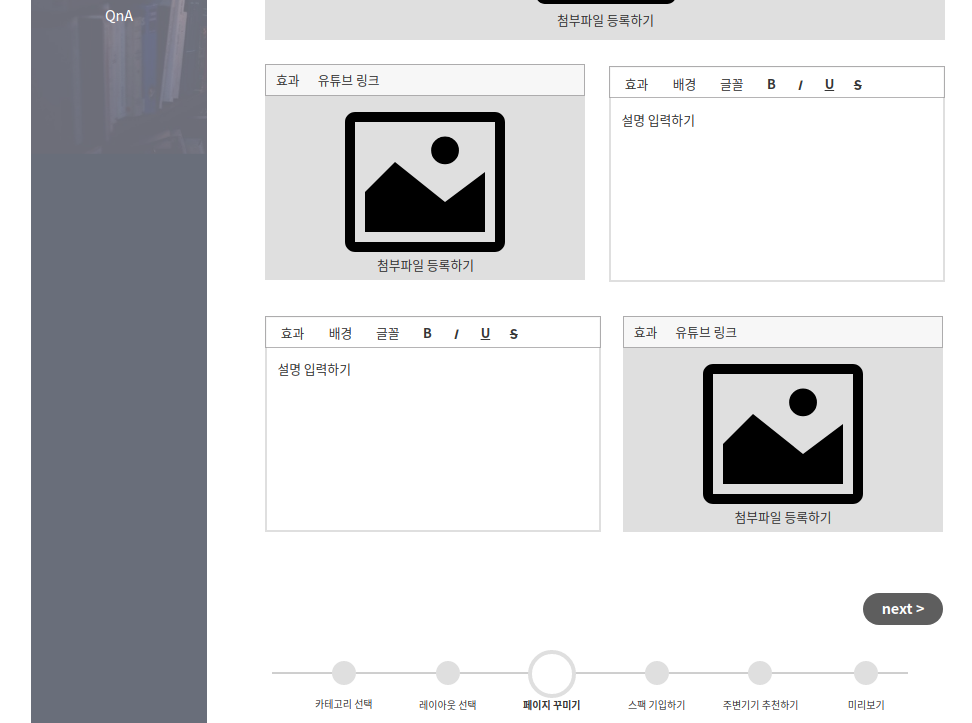 QnA
첨부파일 등록하기
효과 유튜브 링크
효과 배경 글꼴 B I U S
설명 입력하기
첨부파일 등록하기
효과 배경 글꼴 B I U S
설명 입력하기
효과 유튜브 링크
첨부파일 등록하기
next >
카테고리 선택 레이아웃 선택 페이지 꾸미기 스팩 기입하기 주변기기 추천하기 미리보기